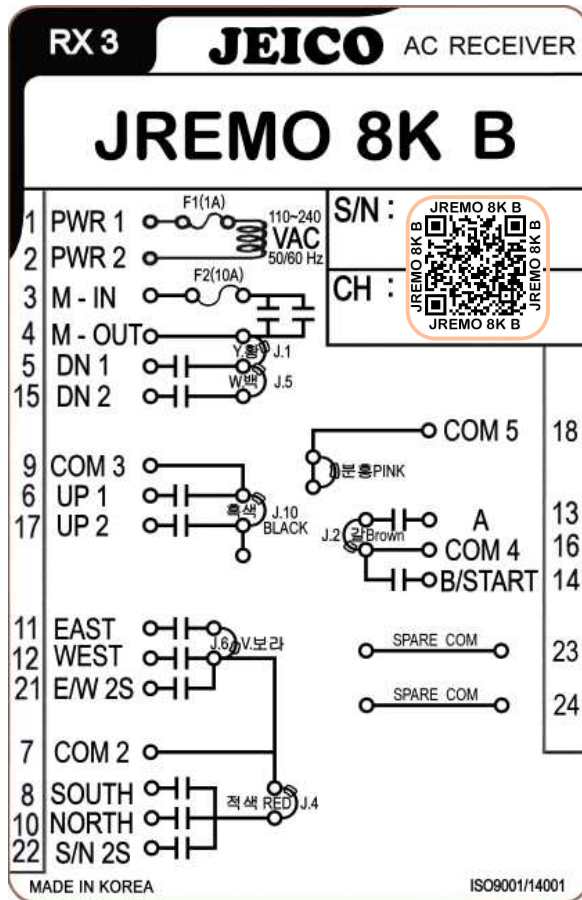 RX 3 JEICO AC RECEIVER
JREMO 8K B
1 PWR 1 F1(1A) 110~240
VAC
2 PWR 2 50/60 Hz
S/N :
CH :
JREMO 8K B
JREMO 8K B
JREMO 8K B
JREMO 8K B
3 M - IN F2(10A)
4 M - OUT
Y.황 J.1
5 DN 1
W.백 J.5
15 DN 2
COM 5 18
분홍PINK
9 COM 3
6 UP 1
흑색 J.10
BLACK
17 UP 2
A 13
J.2 갈Brown
COM 4 16
B/START 14
11 EAST
J.6 V.보라
12 WEST
21 E/W 2S
SPARE COM 23
SPARE COM 24
7 COM 2
8 SOUTH
적색 RED J.4
10 NORTH
22 S/N 2S
MADE IN KOREA ISO9001/14001